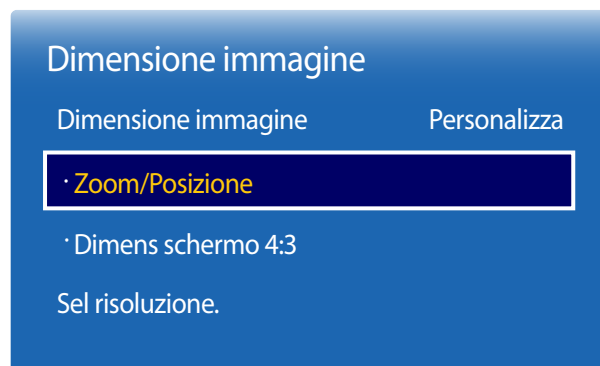 Dimensione immagine
Dimensione immagine Personalizza
· Zoom/Posizione
· Dimens schermo 4:3
Sel risoluzione.